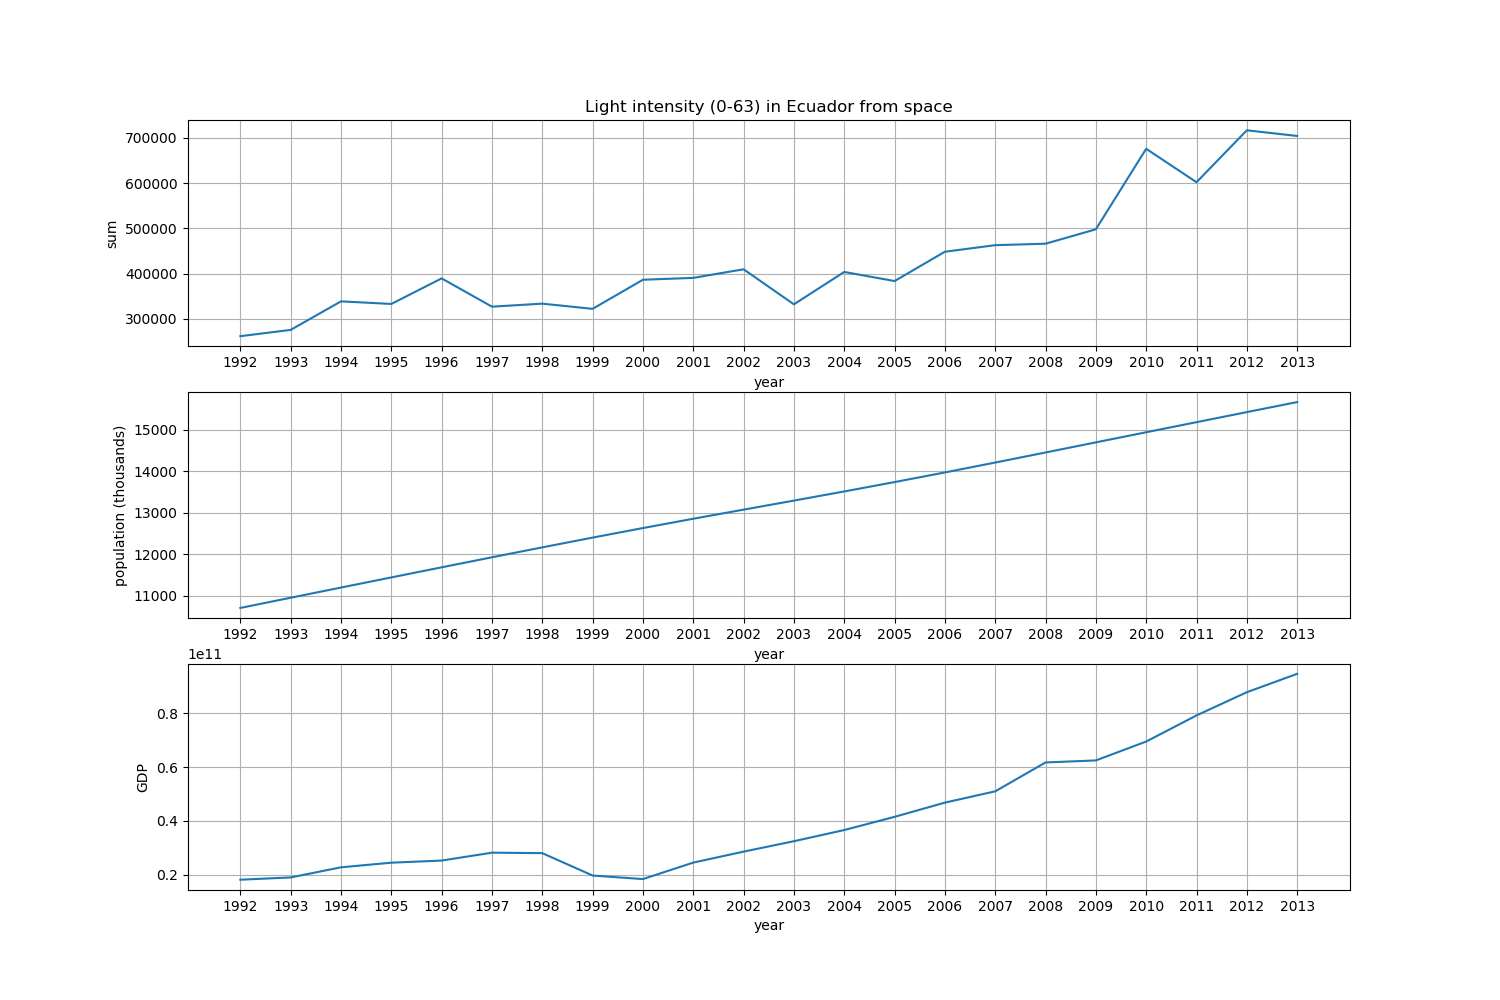 Light intensity (0-63) in Ecuador from space
700000
600000
500000
400000
300000
sum
1992 1993 1994 1995 1996 1997 1998 1999 2000 2001 2002 2003 2004 2005 2006 2007 2008 2009 2010 2011 2012 2013
year
15000
14000
13000
12000
11000
population (thousands)
1992 1993 1994 1995 1996 1997 1998 1999 2000 2001 2002 2003 2004 2005 2006 2007 2008 2009 2010 2011 2012 2013
year
1e11
0.8
0.6
0.4
0.2
GDP
1992 1993 1994 1995 1996 1997 1998 1999 2000 2001 2002 2003 2004 2005 2006 2007 2008 2009 2010 2011 2012 2013
year